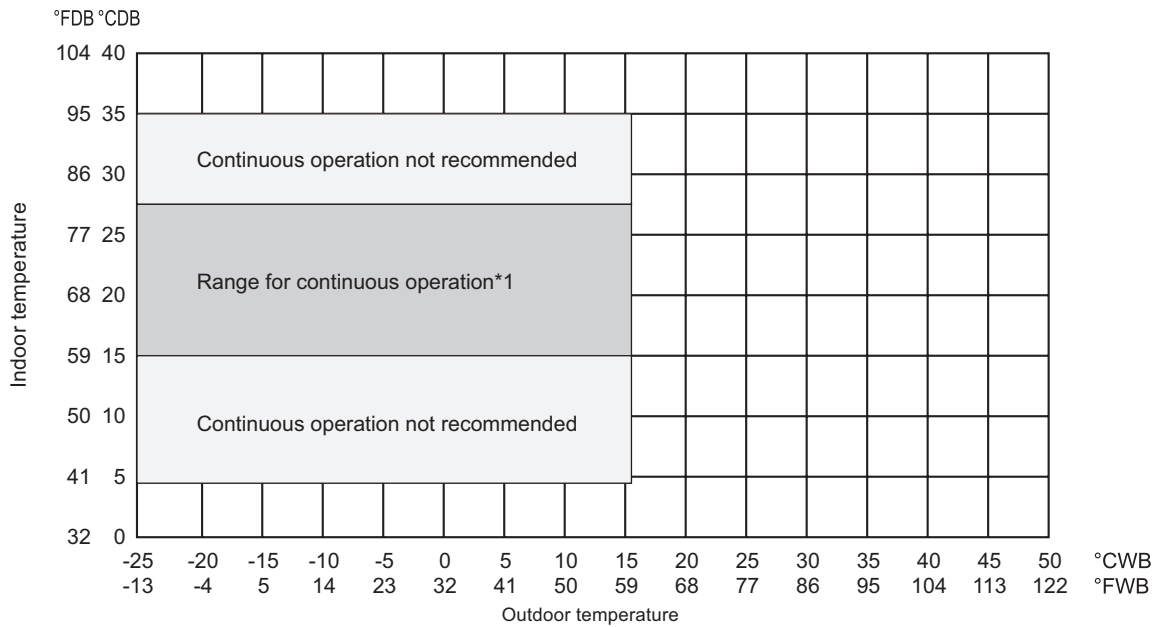 °FDB °CDB
104 40
95 35
Continuous operation not recommended
86 30
77 25
Range for continuous operation*1
68 20
59 15
50 10
Continuous operation not recommended
41 5
32 0
Indoor temperature
-25 -20 -15 -10 -5 0 5 10 15 20 25 30 35 40 45 50 °CWB
-13 -4 5 14 23 32 41 50 59 68 77 86 95 104 113 122 °FWB
Outdoor temperature